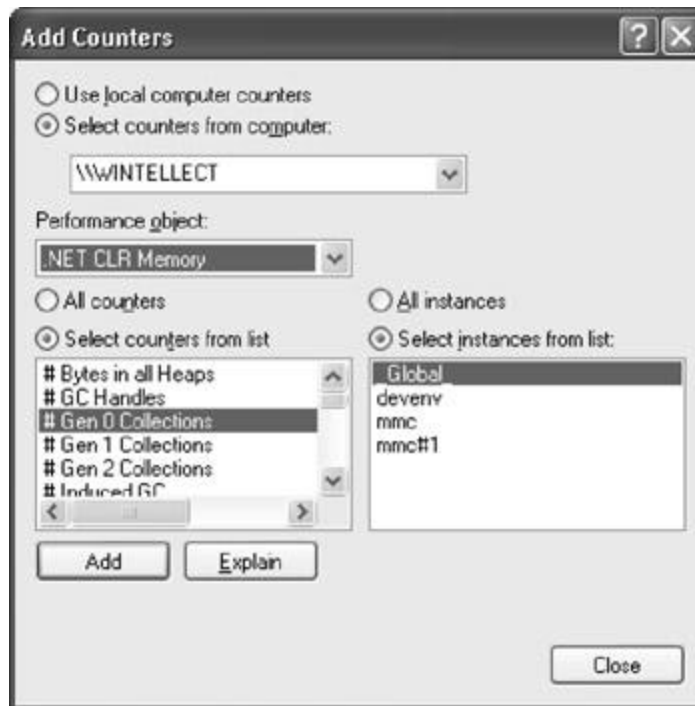 Add Counters
Use local computer counters
Select counters from computer:
\\WINTELLECT
Performance object:
.NET CLR Memory
All counters
Select counters from list
# Bytes in all Heaps
# GC Handles
# Gen 0 Collections
# Gen 1 Collections
# Gen 2 Collections
# Induced GC
All instances
Select instances from list:
_Global_
devenv
mmc
mmc#1
Add
Explain
Close